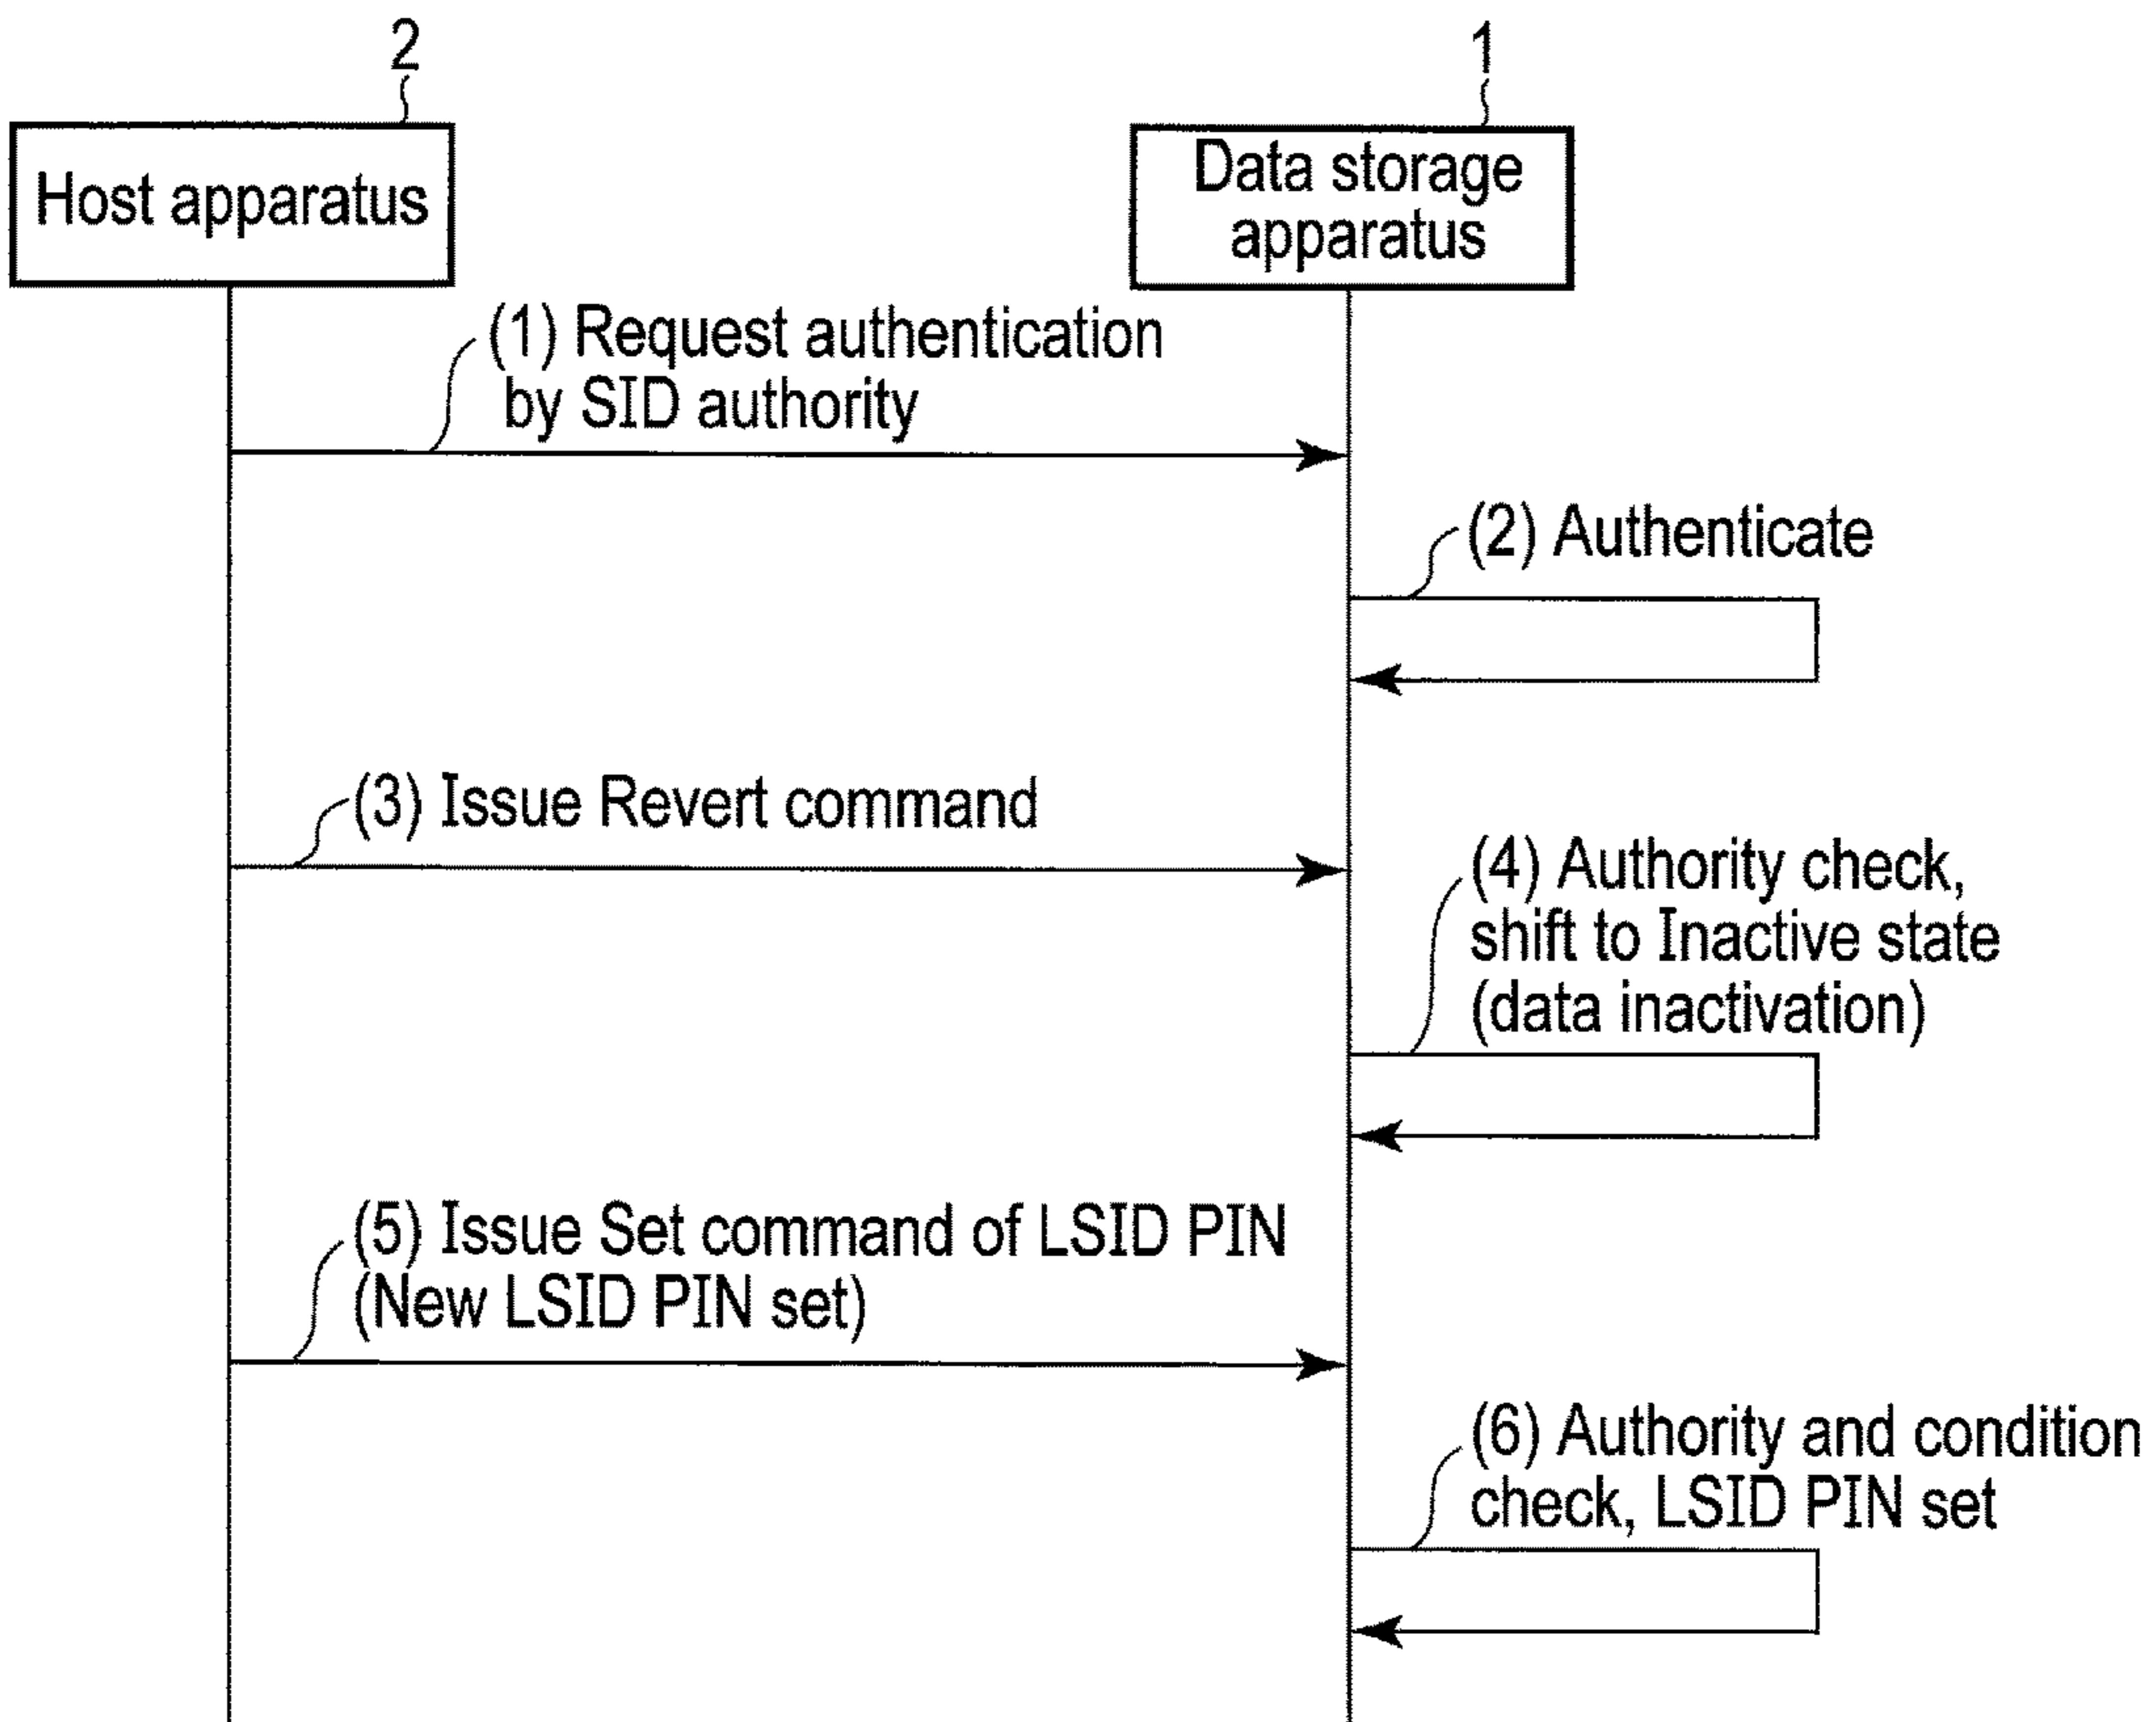 2
1
Host apparatus
Data storage
apparatus
(1) Request authentication
by SID authority
(2) Authenticate
(3) Issue Revert command
(4) Authority check,
shift to Inactive state
(data inactivation)
(5) Issue Set command of LSID PIN
(New LSID PIN set)
(6) Authority and condition
check, LSID PIN set